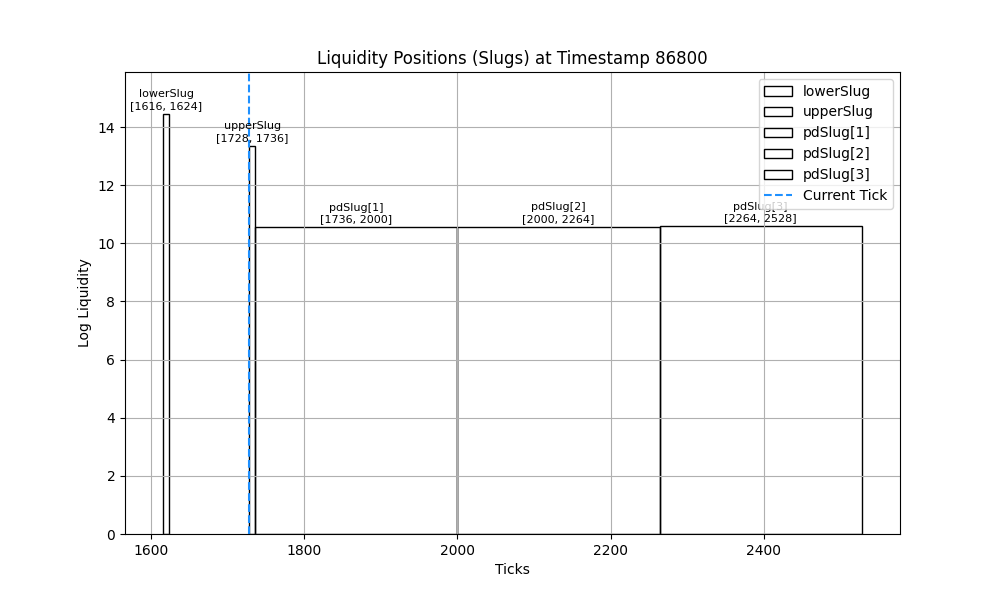 Liquidity Positions (Slugs) at Timestamp 86800
lowerSlug
[1616, 1624]
upperSlug
[1728, 1736]
pdSlug[1]
[1736, 2000]
pdSlug[2]
[2000, 2264]
pdSlug[3]
[2264, 2528]
lowerSlug
upperSlug
pdSlug[1]
pdSlug[2]
pdSlug[3]
Current Tick
Log Liquidity
14
12
10
8
6
4
2
0
1600
1800
2000
2200
2400
Ticks